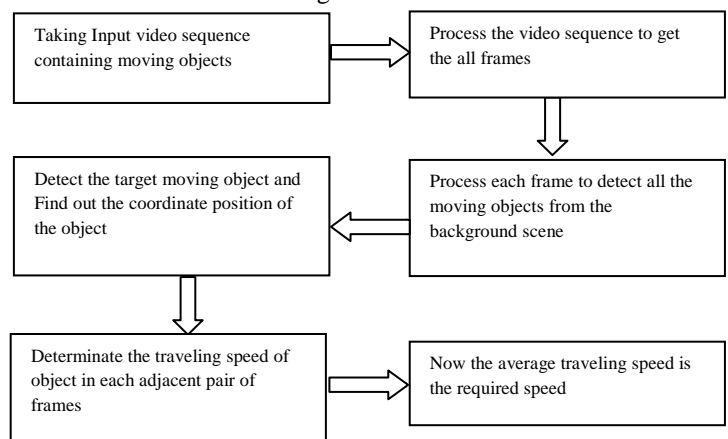 Taking Input video sequence
containing moving objects
Process the video sequence to get
the all frames
Process each frame to detect all the
moving objects from the
background scene
Detect the target moving object and
Find out the coordinate position of
the object
Determinate the traveling speed of
object in each adjacent pair of
frames
Now the average traveling speed is
the required speed